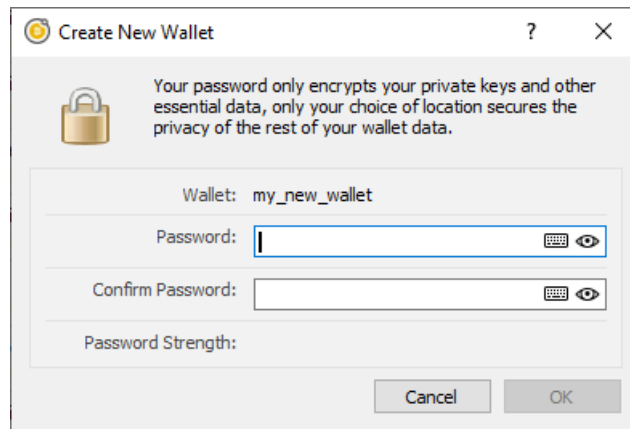 Create New Wallet
?
Your password only encrypts your private keys and other
essential data, only your choice of location secures the
privacy of the rest of your wallet data.
Wallet: my_new_wallet
Password:
Confirm Password:
Password Strength:
Cancel OK